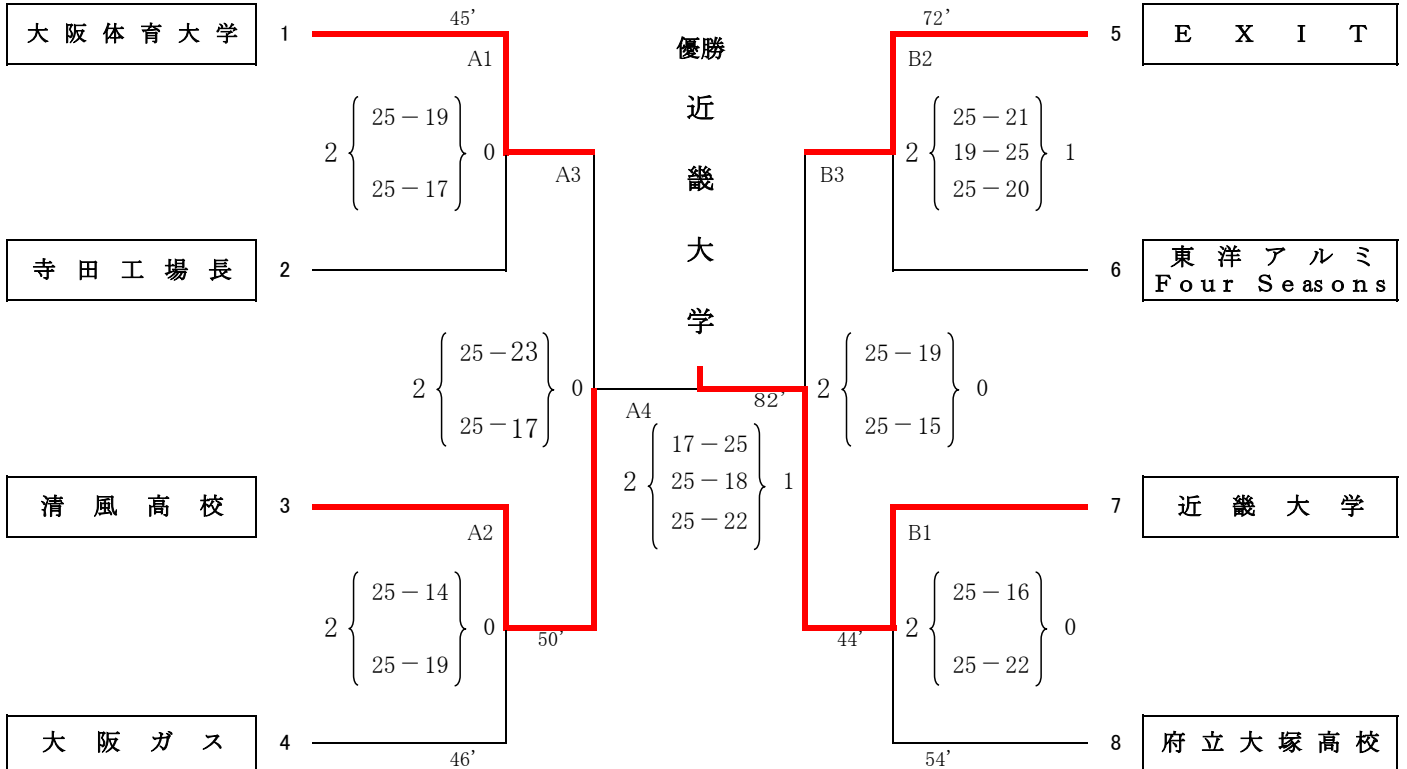 45’
72’
大阪体育大学 1
5 EXIT
優勝
近畿大学
A1
B2
2 25-19 0
25-17
2 25-21 1
19-25
25-20
A3
B3
寺田工場長 2
6 東洋アルミ
Four Seasons
2 25-23 0
25-17
2 25-19 0
25-15
82’
A4
2 17-25 1
25-18
25-22
清風高校 3
7 近畿大学
A2
B1
2 25-14 0
25-19
2 25-16 0
25-22
50’
44’
大阪ガス 4
8 府立大塚高校
46’
54’